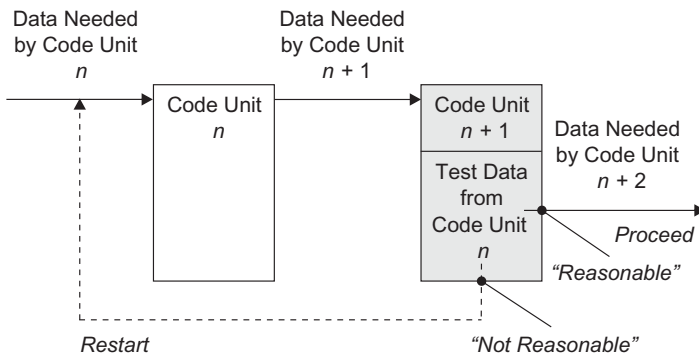 Data Needed
by Code Unit
n
Data Needed
by Code Unit
n + 1
Code Unit
n
Code Unit
n + 1
Data Needed
by Code Unit
n + 2
Test Data
from
Code Unit
n
Proceed
“Reasonable”
Restart
“Not Reasonable”